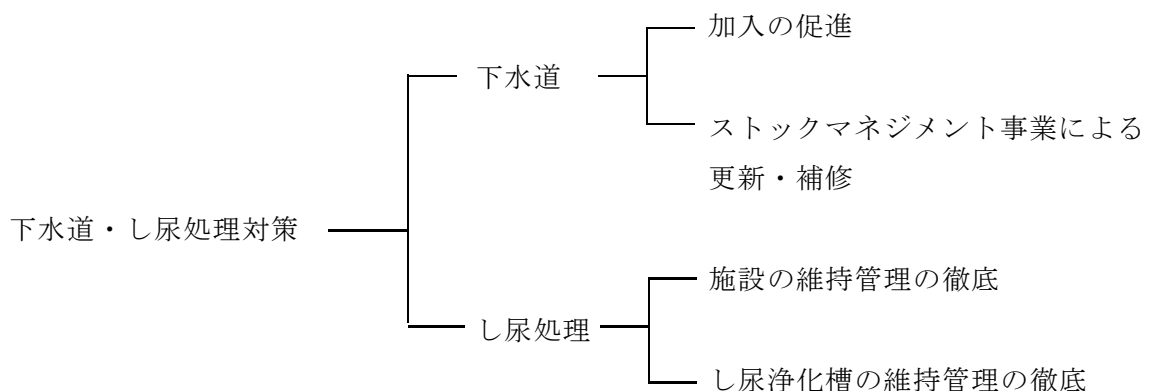 下水道・し尿処理対策
下水道
加入の促進
ストックマネジメント事業による
更新・補修
し尿処理
施設の維持管理の徹底
し尿浄化槽の維持管理の徹底